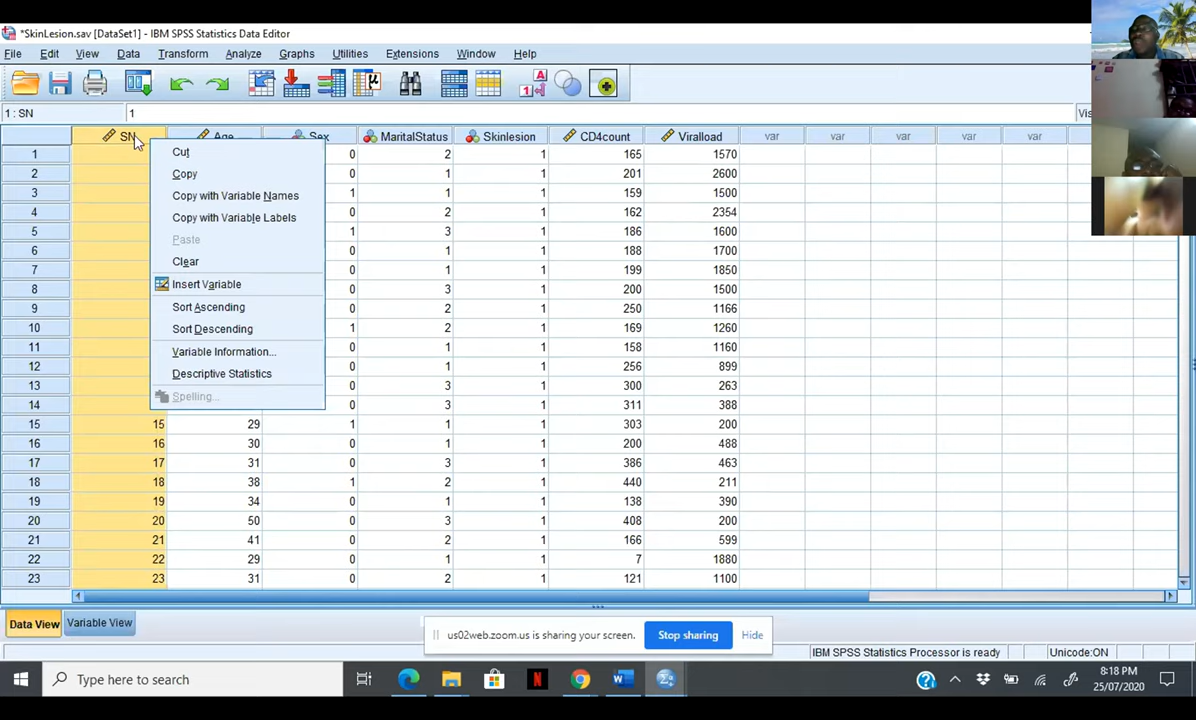 *SkinLesion.sav [DataSet1] - IBM SPSS Statistics Data Editor
File Edit View Data Transform Analyze Graphs Utilities Extensions Window Help
1 : SN 1
SN Age Sex MaritalStatus Skinlesion CD4count Viralload var var var var var
1 0 2 1 165 1570
2 0 1 1 201 2600
3 1 1 1 159 1500
4 0 2 1 162 2354
5 1 3 1 186 1600
6 0 1 1 188 1700
7 0 1 1 199 1850
8 0 3 1 200 1500
9 0 2 1 250 1166
10 1 2 1 169 1260
11 0 1 1 158 1160
12 0 1 1 256 899
13 0 3 1 300 263
14 0 3 1 311 388
15 15 29 1 1 1 303 200
16 16 30 0 1 1 200 488
17 17 31 0 3 1 386 463
18 18 38 1 2 1 440 211
19 19 34 0 1 1 138 390
20 20 50 0 3 1 408 200
21 21 41 0 2 1 166 599
22 22 29 0 1 1 7 1880
23 23 31 0 2 1 121 1100
Cut
Copy
Copy with Variable Names
Copy with Variable Labels
Paste
Clear
Insert Variable
Sort Ascending
Sort Descending
Variable Information...
Descriptive Statistics
Spelling...
Data View Variable View
us02web.zoom.us is sharing your screen. Stop sharing Hide
IBM SPSS Statistics Processor is ready Unicode:ON
Type here to search
8:18 PM
25/07/2020